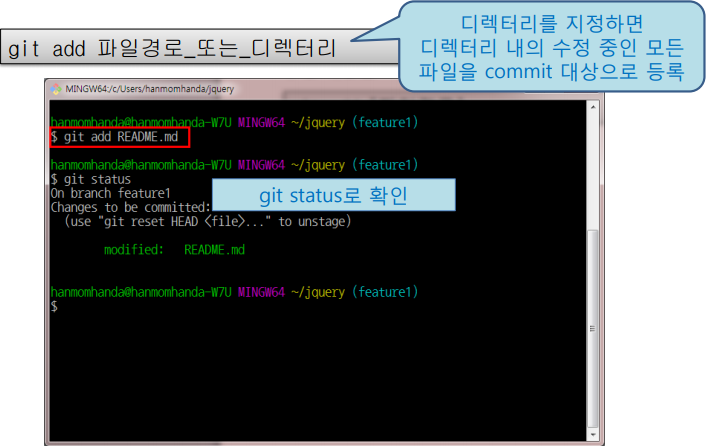 git add 파일경로_또는_디렉터리
디렉터리를 지정하면
디렉터리 내의 수정 중인 모든
파일을 commit 대상으로 등록
MINGW64:/c/Users/hanmomhanda/jquery
hanmomhanda@hanmomhanda-W7U MINGW64 ~/jquery (feature1)
$ git add README.md
hanmomhanda@hanmomhanda-W7U MINGW64 ~/jquery (feature1)
$ git status
On branch feature1
Changes to be committed:
git status로 확인
(use "git reset HEAD <file>..." to unstage)
modified: README.md
hanmomhanda@hanmomhanda-W7U MINGW64 ~/jquery (feature1)
$